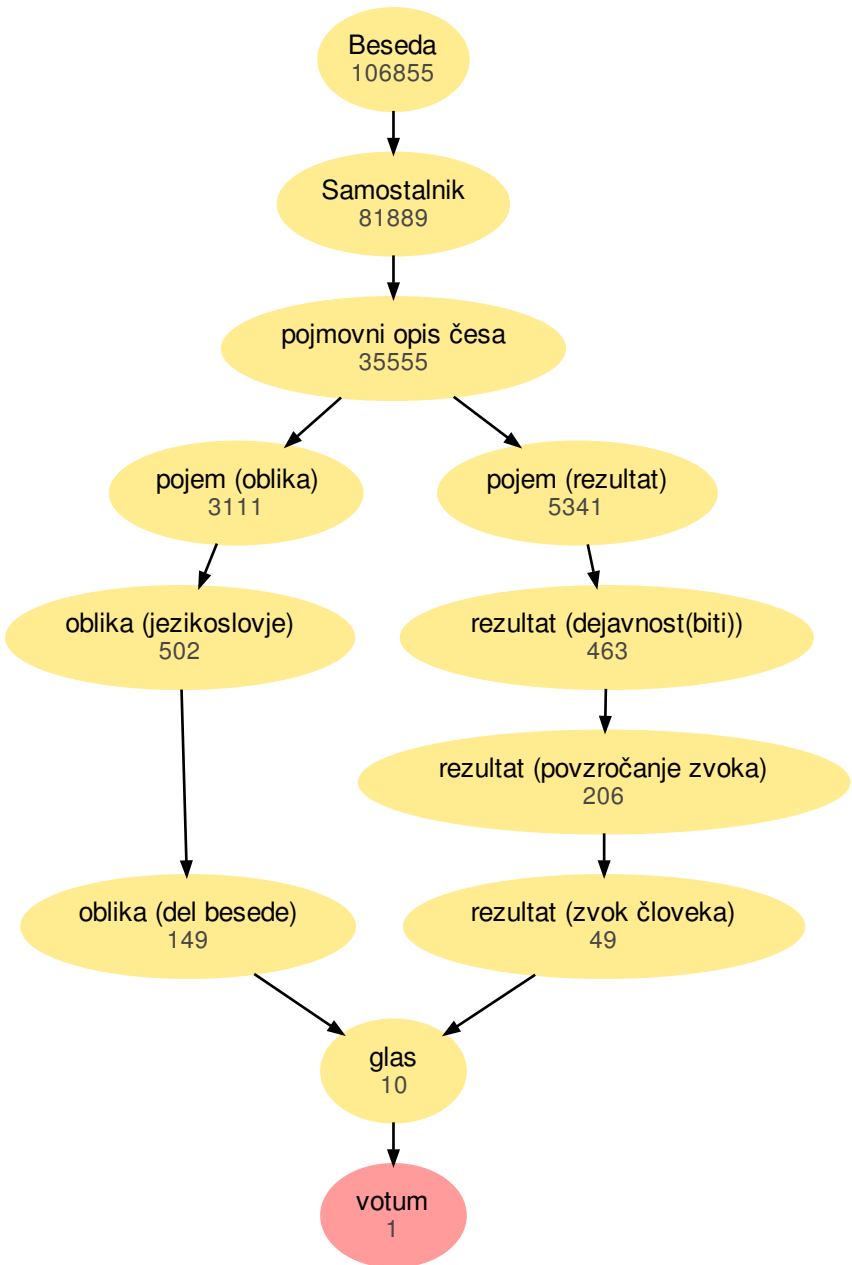 Beseda
106855
Samostalnik
81889
pojmovni opis česa
35555
pojem (oblika)
3111
pojem (rezultat)
5341
oblika (jezikoslovje)
502
rezultat (dejavnost(biti))
463
rezultat (povzročanje zvoka)
206
oblika (del besede)
149
rezultat (zvok človeka)
49
glas
10
votum
1